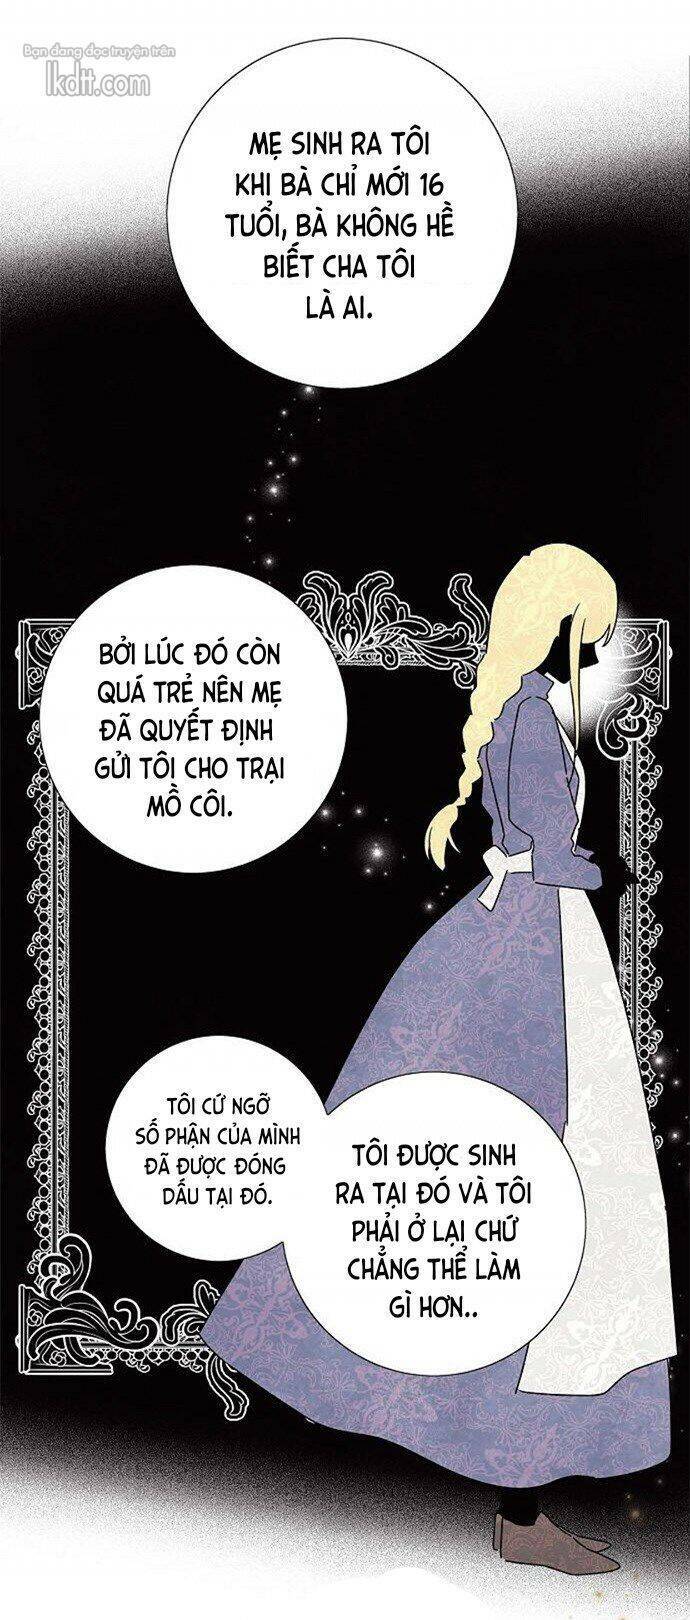 Bạn đang đọc truyện trên
lkdtt.com
MẸ SINH RA TÔI
KHI BÀ CHỈ MỚI 16
TUỔI, BÀ KHÔNG HỀ
BIẾT CHA TÔI
LÀ AI.
BỞI LÚC ĐÓ CÒN
QUÁ TRẺ NÊN MẸ
ĐÃ QUYẾT ĐỊNH
GỬI TÔI CHO TRẠI
MỒ CÔI.
TÔI CỨ NGỠ
SỐ PHẬN CỦA MÌNH
ĐÃ ĐƯỢC ĐÓNG
DẤU TẠI ĐÓ.
TÔI ĐƯỢC SINH
RA TẠI ĐÓ VÀ TÔI
PHẢI Ở LẠI CHỨ
CHẲNG THỂ LÀM
GÌ HƠN..